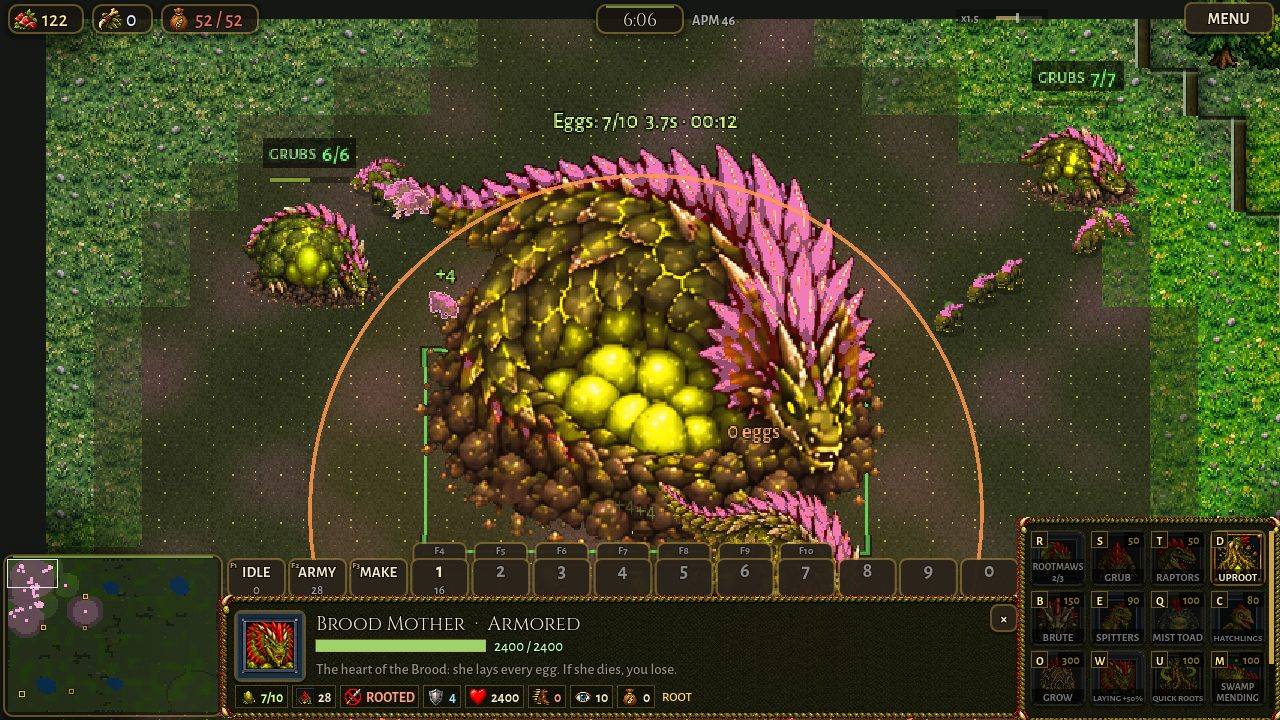 122
0
52 / 52
6:06
APM 46
X1.5
MENU
GRUBS 7/7
Eggs: 7/10 3.7s · 00:12
GRUBS 6/6
+4
0 eggs
+4
+4
F1 IDLE 0
F2 ARMY 28
F3 MAKE
F4 1 16
F5 2
F6 3
F7 4
F8 5
F9 6
F10 7
8
9
0
BROOD MOTHER · ARMORED
2400 / 2400
The heart of the Brood: she lays every egg. If she dies, you lose.
7/10
28
ROOTED
4
2400
0
10
0
ROOT
×
R ROOTMAWS 2/3
S 50 GRUB
T 50 RAPTORS
D UPROOT
B 150 BRUTE
E 90 SPITTERS
Q 100 MIST TOAD
C 80 HATCHLINGS
O 300 GROW
W LAYING +50%
U 100 QUICK ROOTS
M 100 SWAMP MENDING